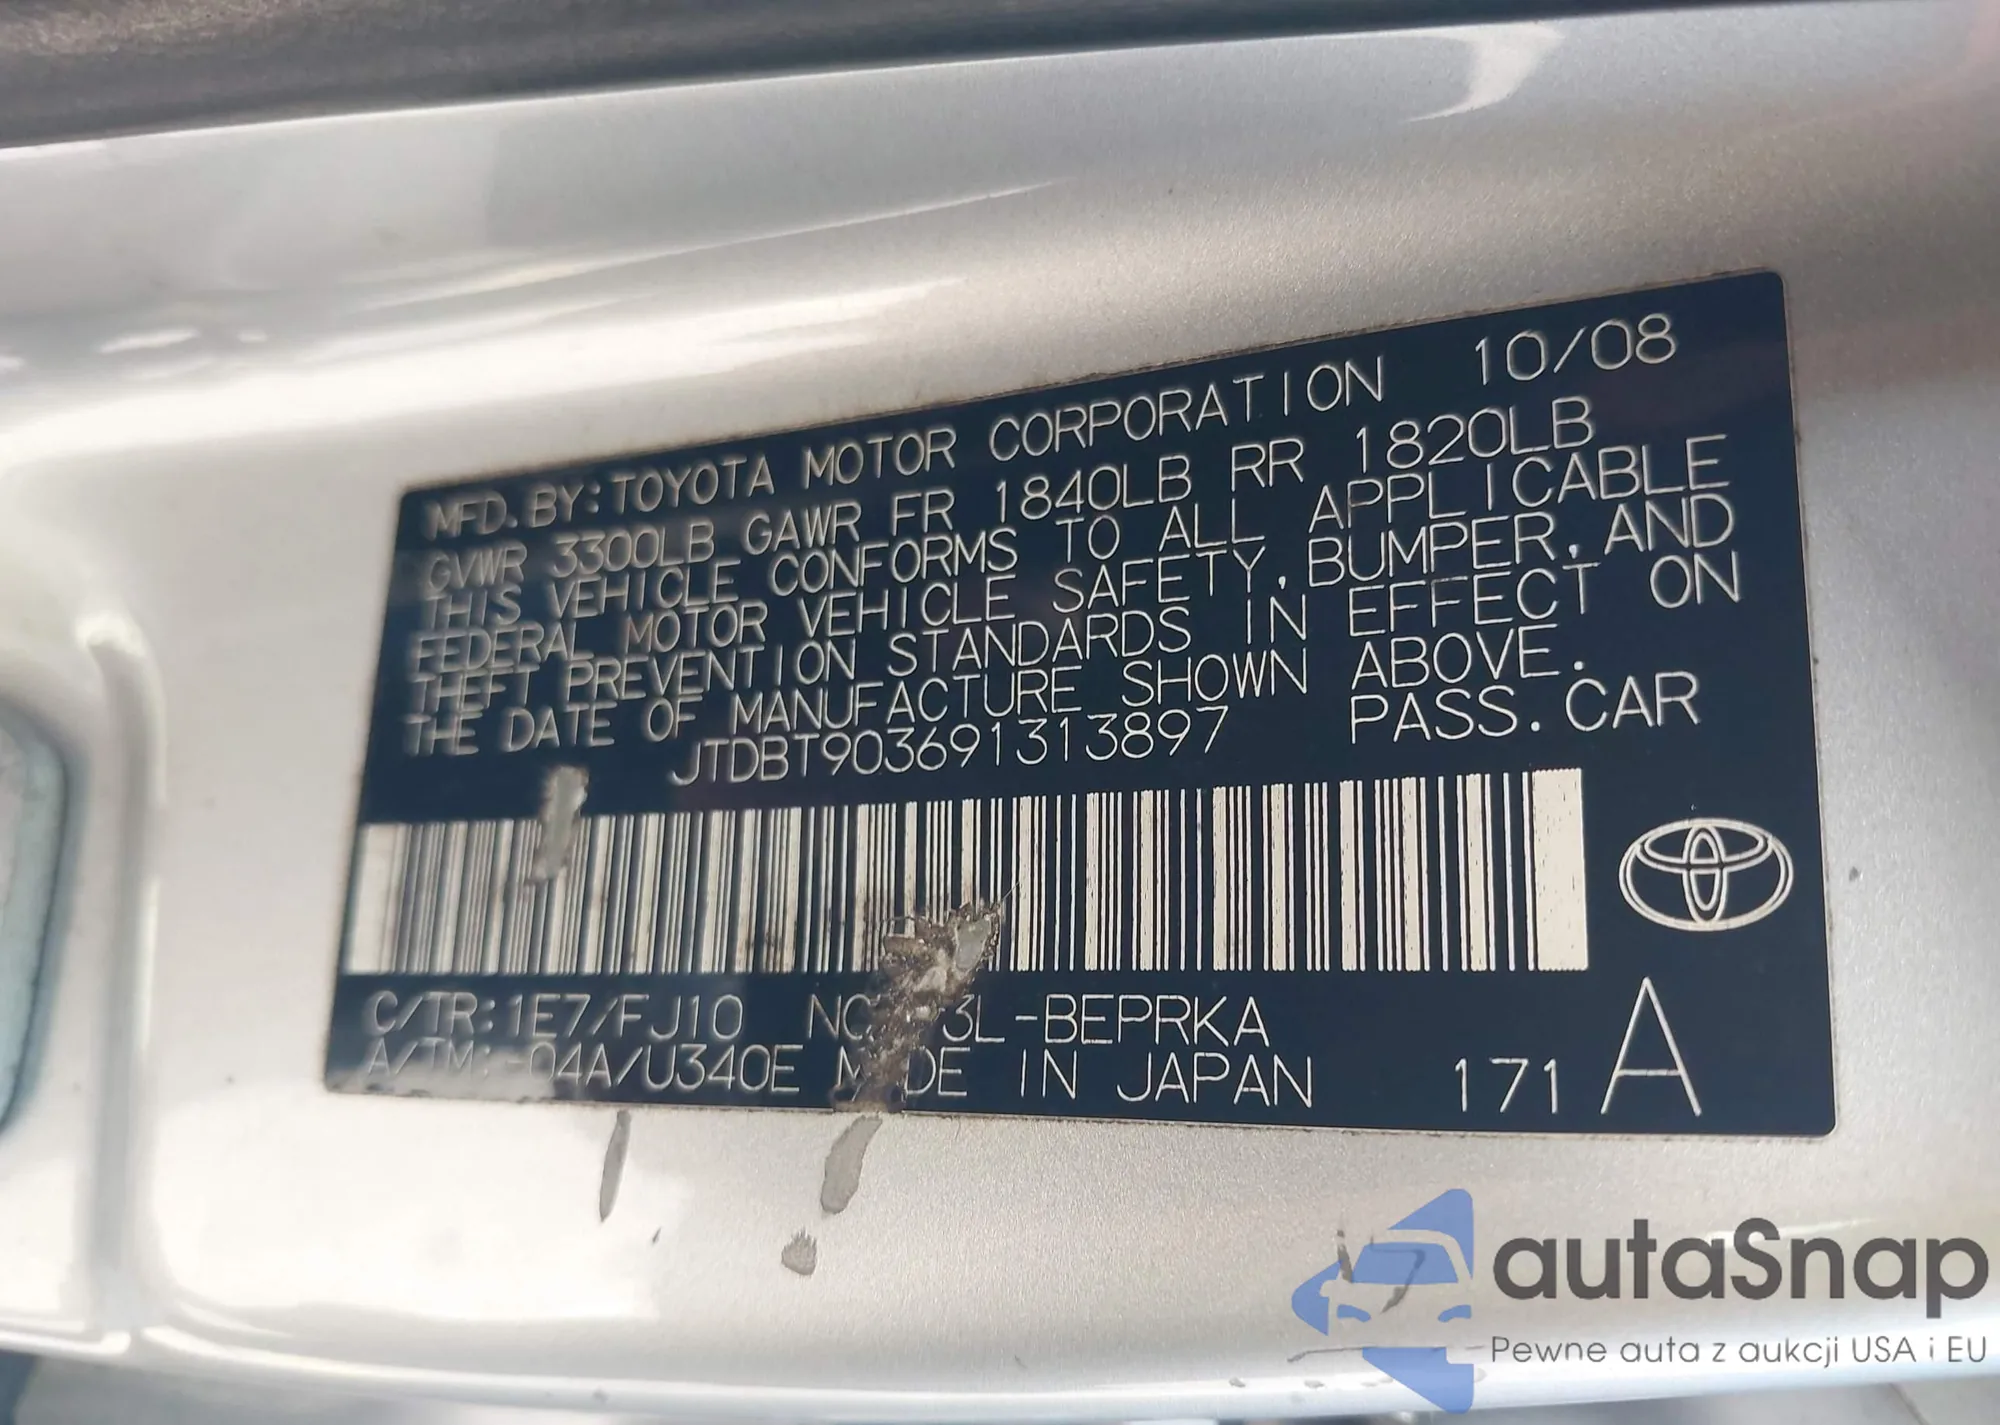 MFD. BY: TOYOTA MOTOR CORPORATION 10/08
GVWR 3300LB GAWR FR 1840LB RR 1820LB
THIS VEHICLE CONFORMS TO ALL APPLICABLE
FEDERAL MOTOR VEHICLE SAFETY, BUMPER, AND
THEFT PREVENTION STANDARDS IN EFFECT ON
THE DATE OF MANUFACTURE SHOWN ABOVE.
JTDBT903691313897 PASS. CAR
C/TR: 1E7/FJ10 3L-BEPRKA
A/TM: -04A/U340E IN JAPAN 171 A
autaSnap
Pewne auta z aukcji USA i EU